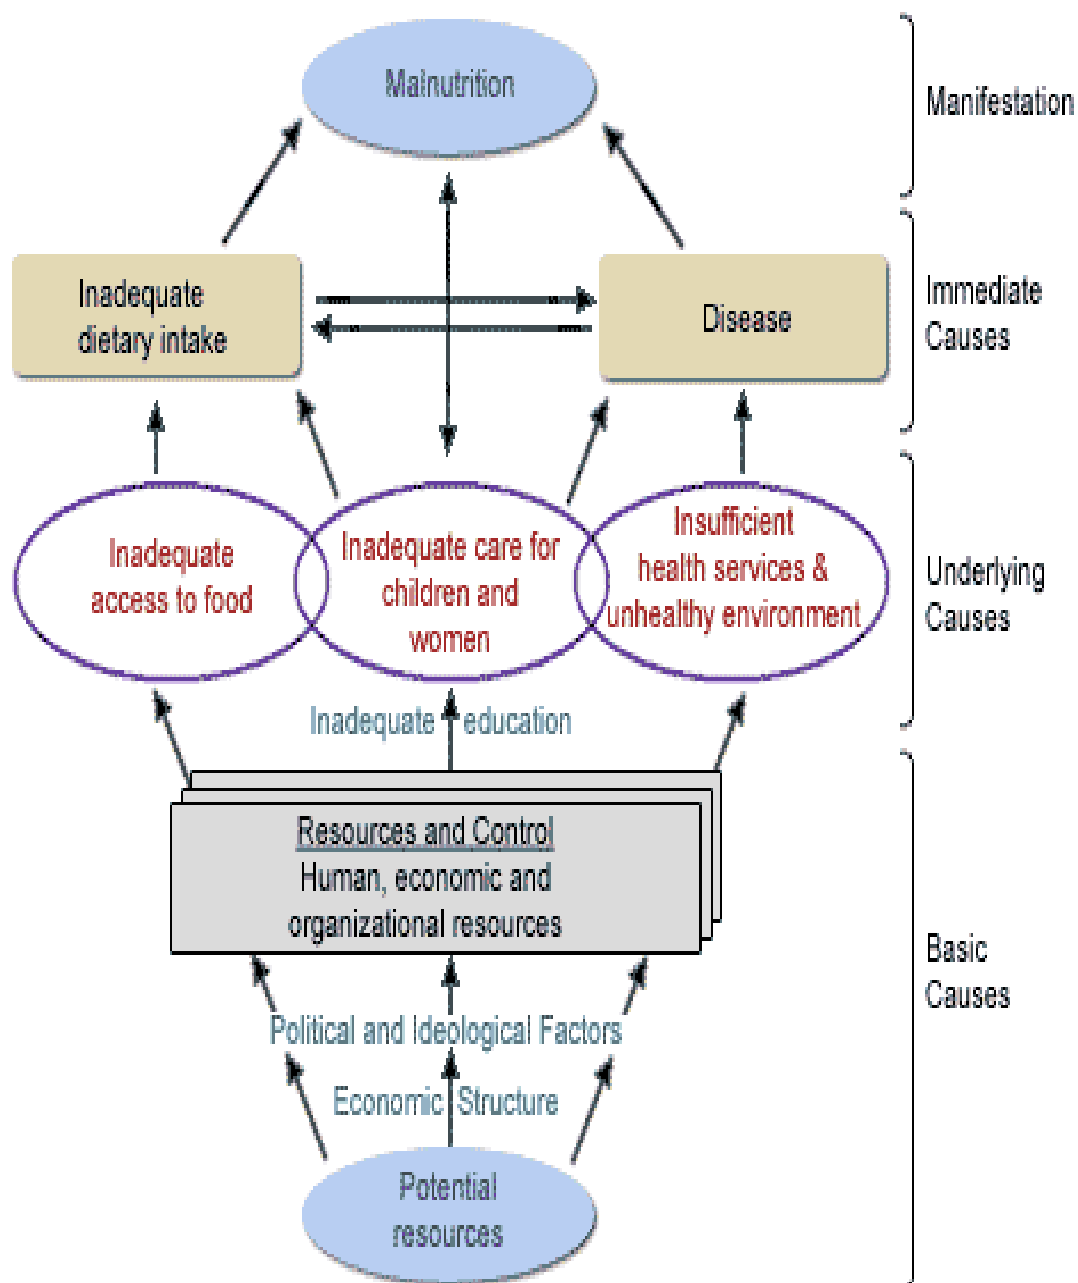 Malnutrition
Manifestation
Inadequate
dietary intake
Disease
Immediate
Causes
Inadequate
access to food
Inadequate care for
children and
women
Insufficient
health services &
unhealthy environment
Underlying
Causes
Inadequate education
Resources and Control
Human, economic and
organizational resources
Basic
Causes
Political and Ideological Factors
Economic Structure
Potential
resources